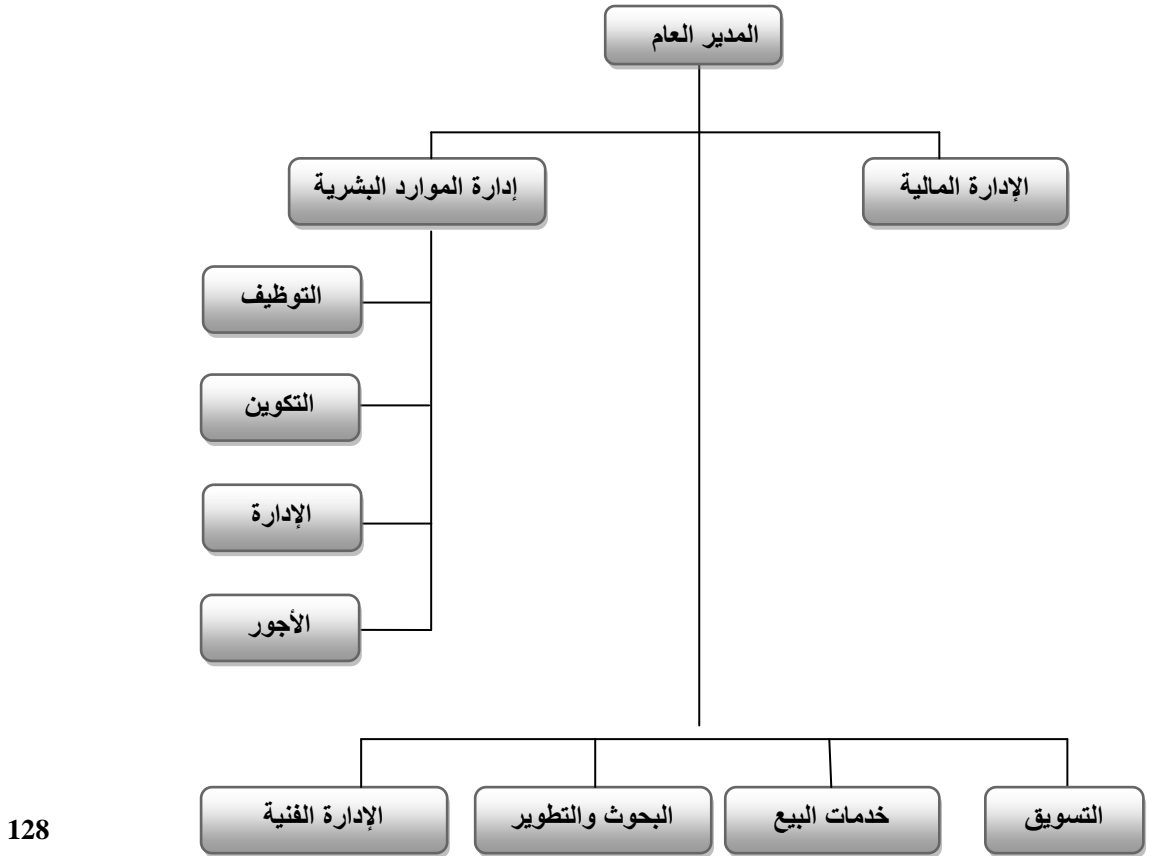 المدير العام
الإدارة المالية
إدارة الموارد البشرية
التوظيف
التكوين
الإدارة
الأجور
التسويق
خدمات البيع
البحوث والتطوير
الإدارة الفنية
128